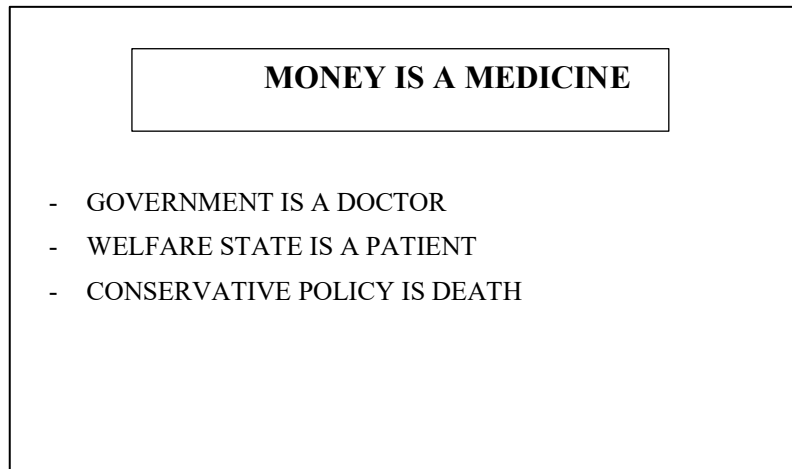 MONEY IS A MEDICINE
- GOVERNMENT IS A DOCTOR
- WELFARE STATE IS A PATIENT
- CONSERVATIVE POLICY IS DEATH